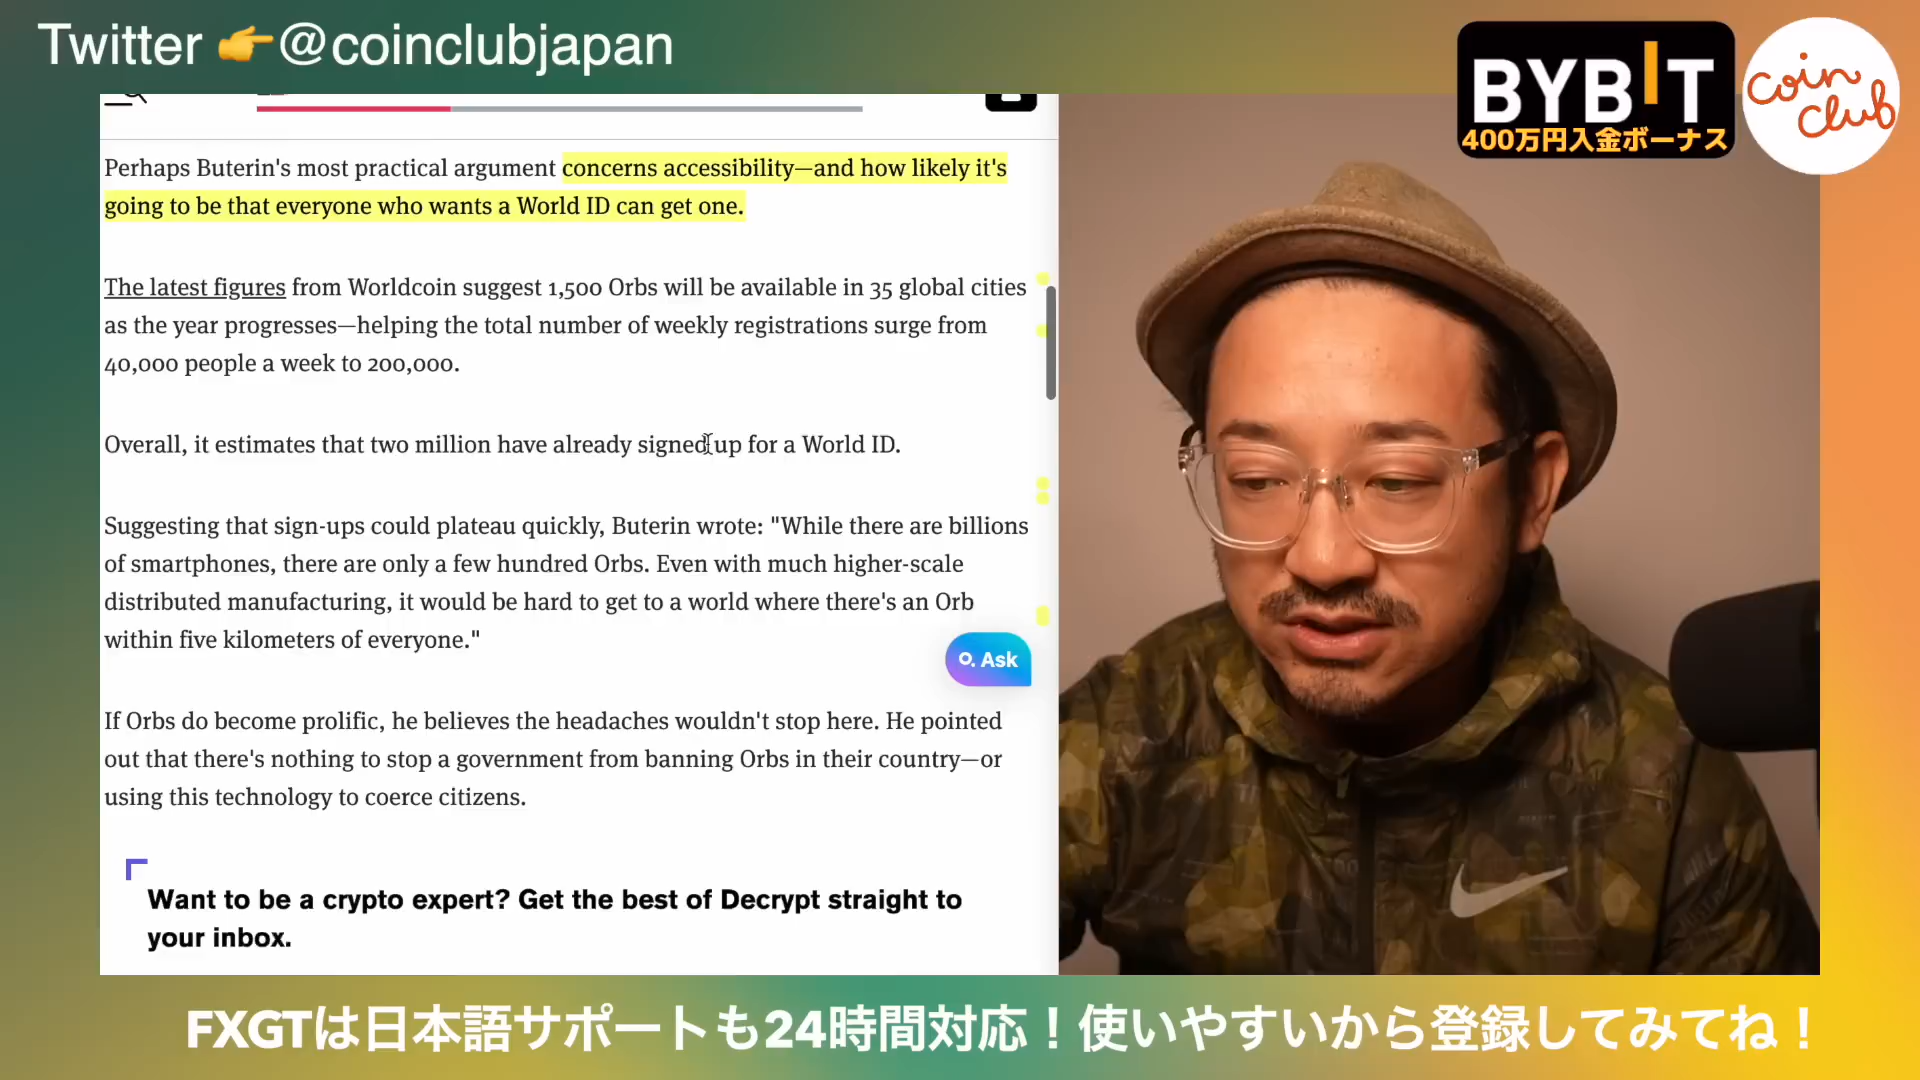 Twitter 👉@coinclubjapan
BYBIT
400万円入金ボーナス
coin
club
Perhaps Buterin's most practical argument concerns accessibility—and how likely it's
going to be that everyone who wants a World ID can get one.
The latest figures from Worldcoin suggest 1,500 Orbs will be available in 35 global cities
as the year progresses—helping the total number of weekly registrations surge from
40,000 people a week to 200,000.
Overall, it estimates that two million have already signed up for a World ID.
Suggesting that sign-ups could plateau quickly, Buterin wrote: "While there are billions
of smartphones, there are only a few hundred Orbs. Even with much higher-scale
distributed manufacturing, it would be hard to get to a world where there's an Orb
within five kilometers of everyone."
Ask
If Orbs do become prolific, he believes the headaches wouldn't stop here. He pointed
out that there's nothing to stop a government from banning Orbs in their country—or
using this technology to coerce citizens.
Want to be a crypto expert? Get the best of Decrypt straight to
your inbox.
FXGTは日本語サポートも24時間対応！使いやすいから登録してみてね！